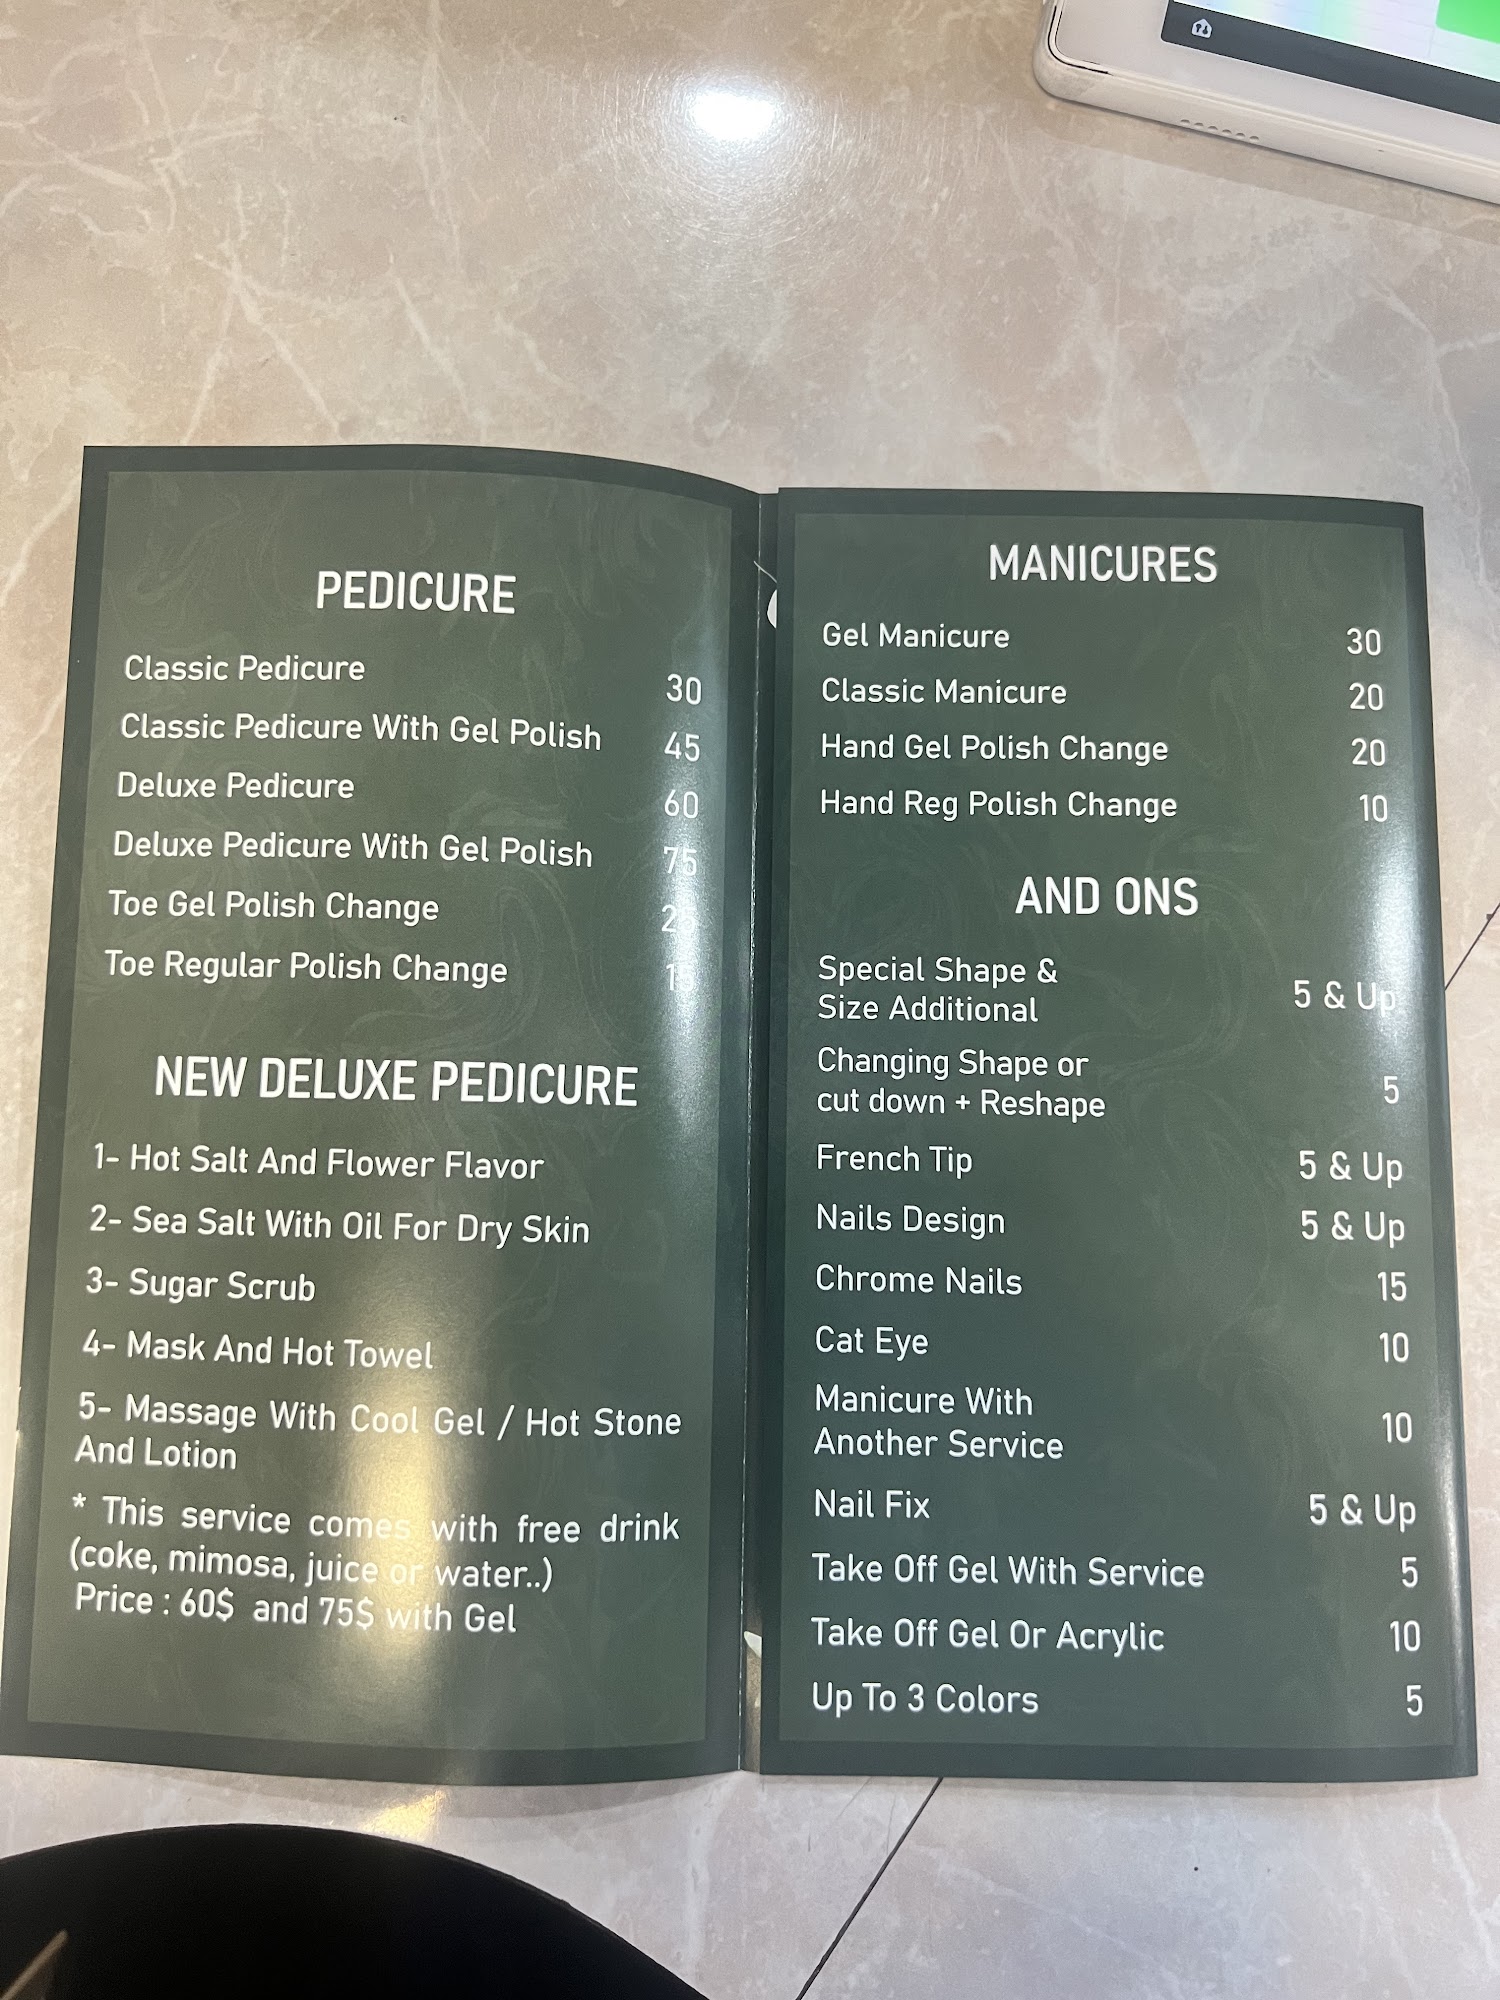 PEDICURE
Classic Pedicure 30
Classic Pedicure With Gel Polish 45
Deluxe Pedicure 60
Deluxe Pedicure With Gel Polish 75
Toe Gel Polish Change
Toe Regular Polish Change
NEW DELUXE PEDICURE
1- Hot Salt And Flower Flavor
2- Sea Salt With Oil For Dry Skin
3- Sugar Scrub
4- Mask And Hot Towel
5- Massage With Cool Gel / Hot Stone
And Lotion
* This service comes with free drink
(coke, mimosa, juice or water..)
Price : 60$ and 75$ with Gel
MANICURES
Gel Manicure 30
Classic Manicure 20
Hand Gel Polish Change 20
Hand Reg Polish Change 10
AND ONS
Special Shape &
Size Additional 5 & Up
Changing Shape or
cut down + Reshape 5
French Tip 5 & Up
Nails Design 5 & Up
Chrome Nails 15
Cat Eye 10
Manicure With
Another Service 10
Nail Fix 5 & Up
Take Off Gel With Service 5
Take Off Gel Or Acrylic 10
Up To 3 Colors 5